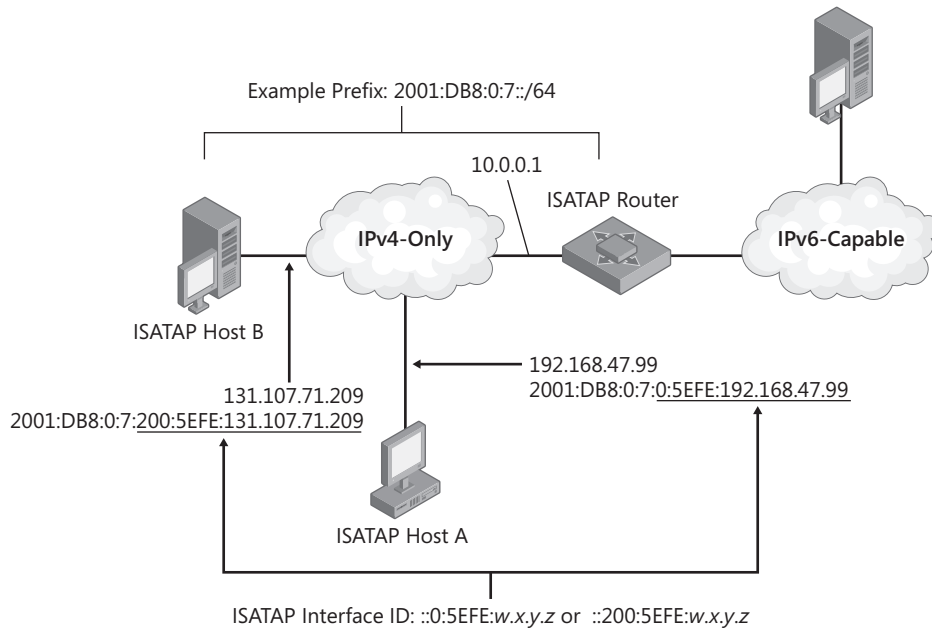 Example Prefix: 2001:DB8:0:7::/64
10.0.0.1
ISATAP Router
IPv4-Only
IPv6-Capable
ISATAP Host B
192.168.47.99
2001:DB8:0:7:0:5EFE:192.168.47.99
131.107.71.209
2001:DB8:0:7:200:5EFE:131.107.71.209
ISATAP Host A
ISATAP Interface ID: ::0:5EFE:w.x.y.z or ::200:5EFE:w.x.y.z